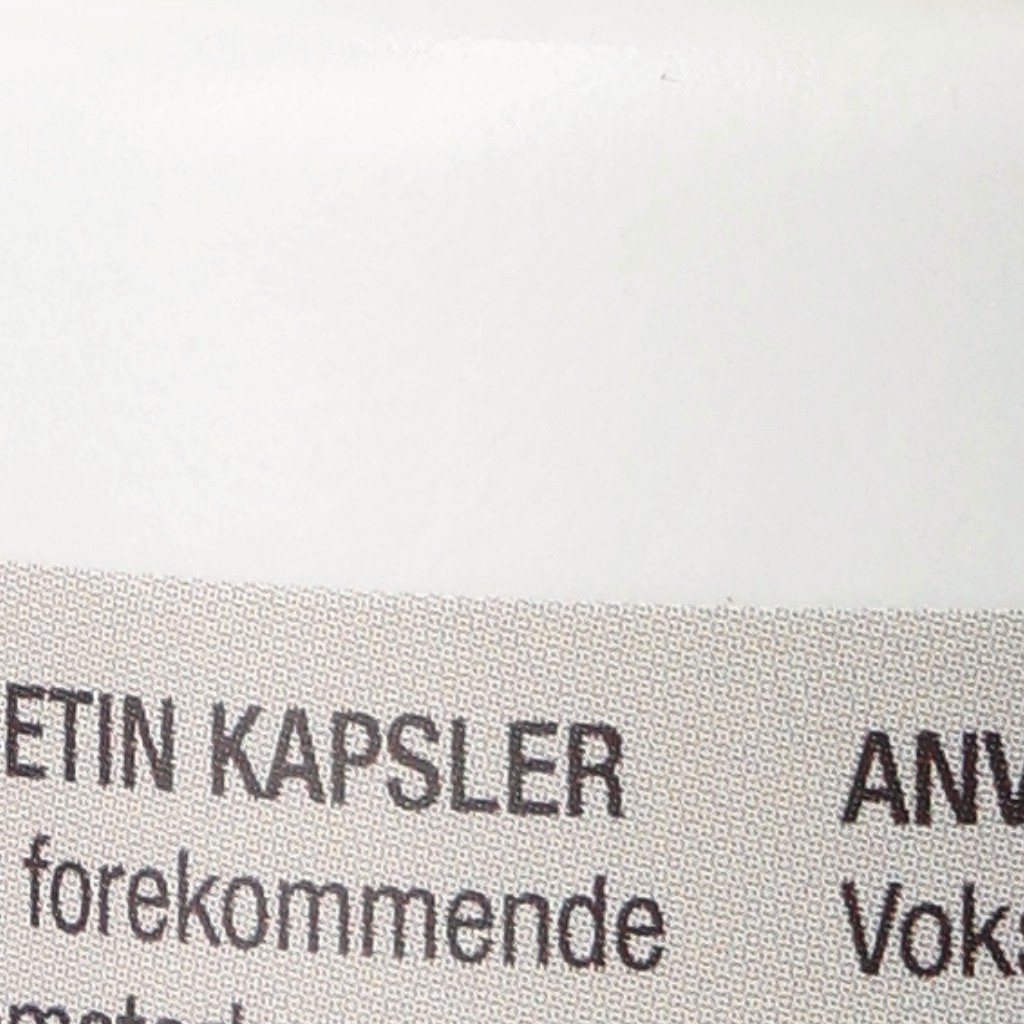 ETIN KAPSLER
forekommende
ANV
Voks